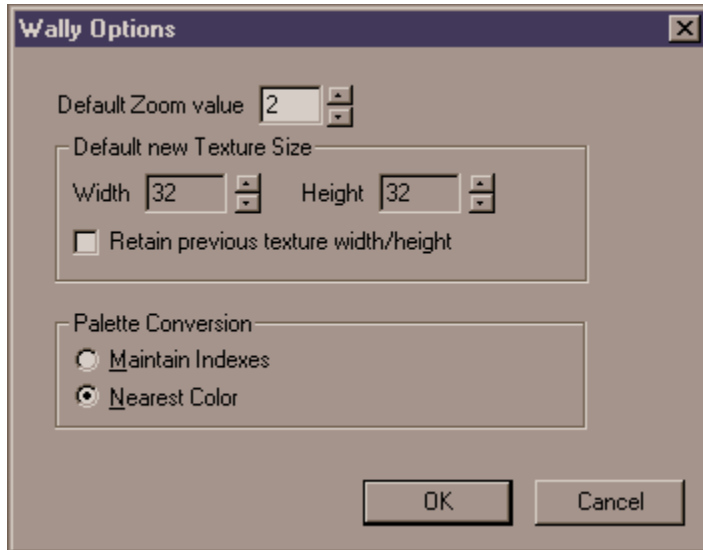 Wally Options
Default Zoom value 2
Default new Texture Size
Width 32 Height 32
Retain previous texture width/height
Palette Conversion
Maintain Indexes
Nearest Color
OK Cancel